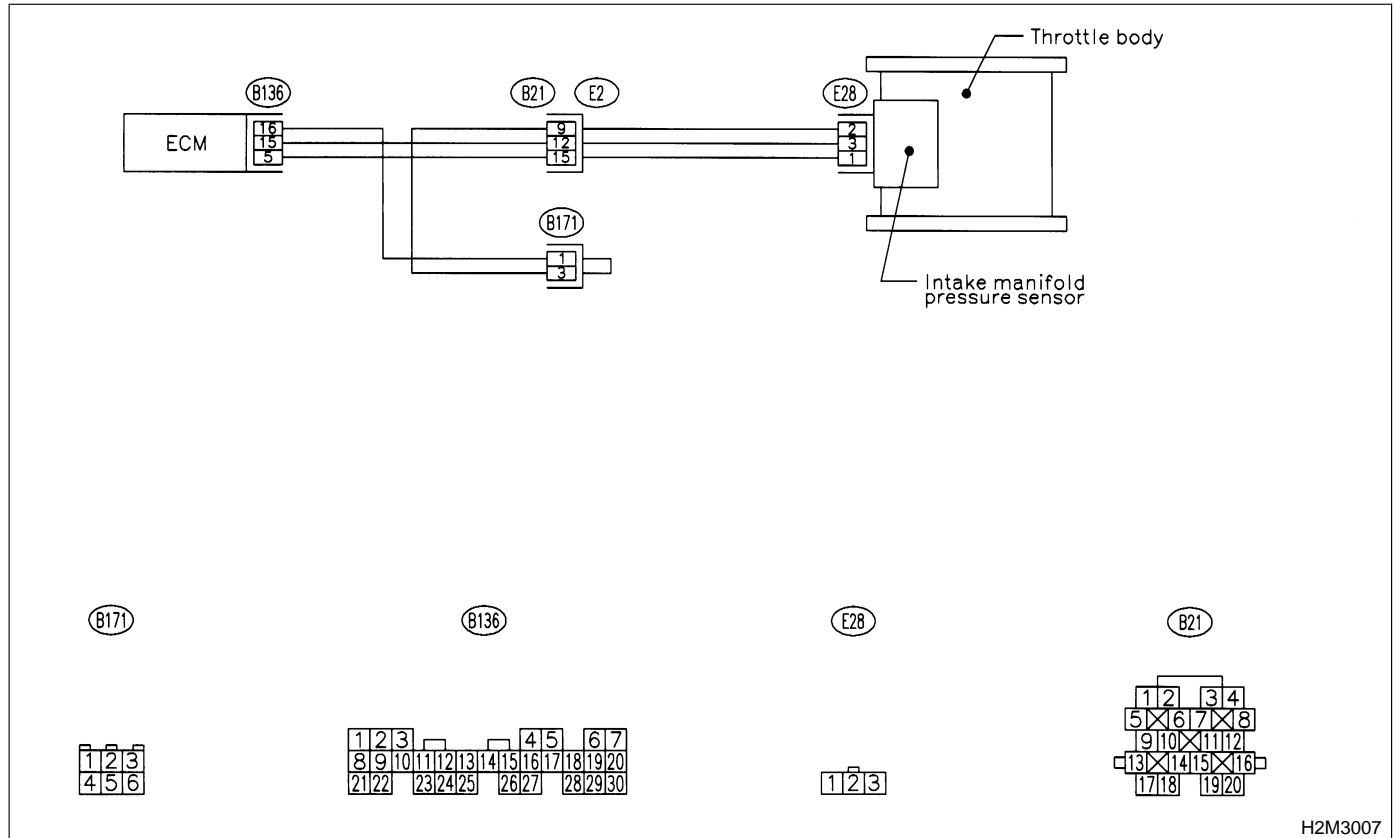 Throttle body
B136
B21
E2
E28
ECM
16
15
5
9
12
15
2
3
1
B171
1
3
Intake manifold
pressure sensor
B171
B136
E28
B21
1 2 3
4 5 6
1 2 3 4 5 6 7
8 9 10 11 12 13 14 15 16 17 18 19 20
21 22 23 24 25 26 27 28 29 30
1 2 3
1 2 3 4
5 6 7 8
9 10 11 12
13 14 15 16
17 18 19 20
H2M3007